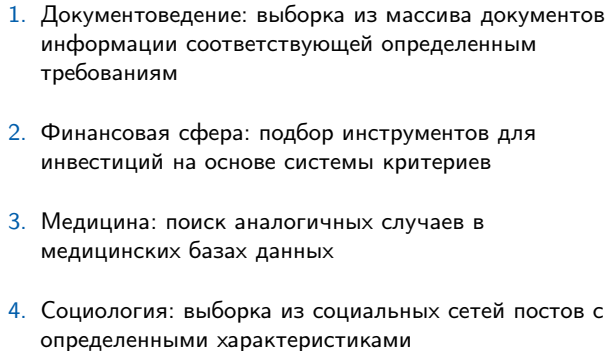 1. Документоведение: выборка из массива документов
информации соответствующей определенным
требованиям
2. Финансовая сфера: подбор инструментов для
инвестиций на основе системы критериев
3. Медицина: поиск аналогичных случаев в
медицинских базах данных
4. Социология: выборка из социальных сетей постов с
определенными характеристиками